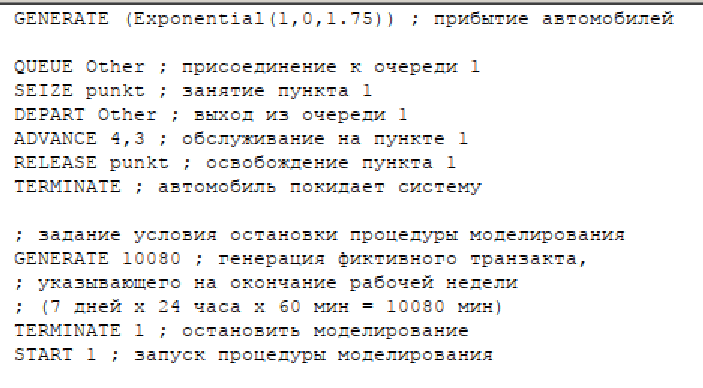 GENERATE (Exponential(1,0,1.75)) ; прибытие автомобилей
QUEUE Other ; присоединение к очереди 1
SEIZE punkt ; занятие пункта 1
DEPART Other ; выход из очереди 1
ADVANCE 4,3 ; обслуживание на пункте 1
RELEASE punkt ; освобождение пункта 1
TERMINATE ; автомобиль покидает систему
; задание условия остановки процедуры моделирования
GENERATE 10080 ; генерация фиктивного транзакта,
; указывающего на окончание рабочей недели
; (7 дней х 24 часа х 60 мин = 10080 мин)
TERMINATE 1 ; остановить моделирование
START 1 ; запуск процедуры моделирования